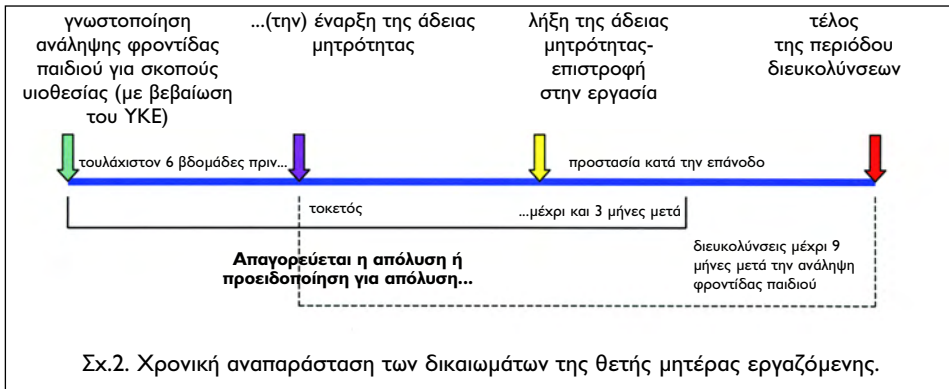 γνωστοποίηση
ανάληψης φροντίδας
παιδιού για σκοπούς
υιοθεσίας (με βεβαίωση
του ΥΚΕ)
...(την) έναρξη της άδειας
μητρότητας
λήξη της άδειας
μητρότητας-
επιστροφή
στην εργασία
τέλος
της περιόδου
διευκολύνσεων
τουλάχιστον 6 βδομάδες πριν...
προστασία κατά την επάνοδο
τοκετός
...μέχρι και 3 μήνες μετά
Απαγορεύεται η απόλυση ή
προειδοποίηση για απόλυση...
διευκολύνσεις μέχρι 9
μήνες μετά την ανάληψη
φροντίδας παιδιού
Σχ.2. Χρονική αναπαράσταση των δικαιωμάτων της θετής μητέρας εργαζόμενης.